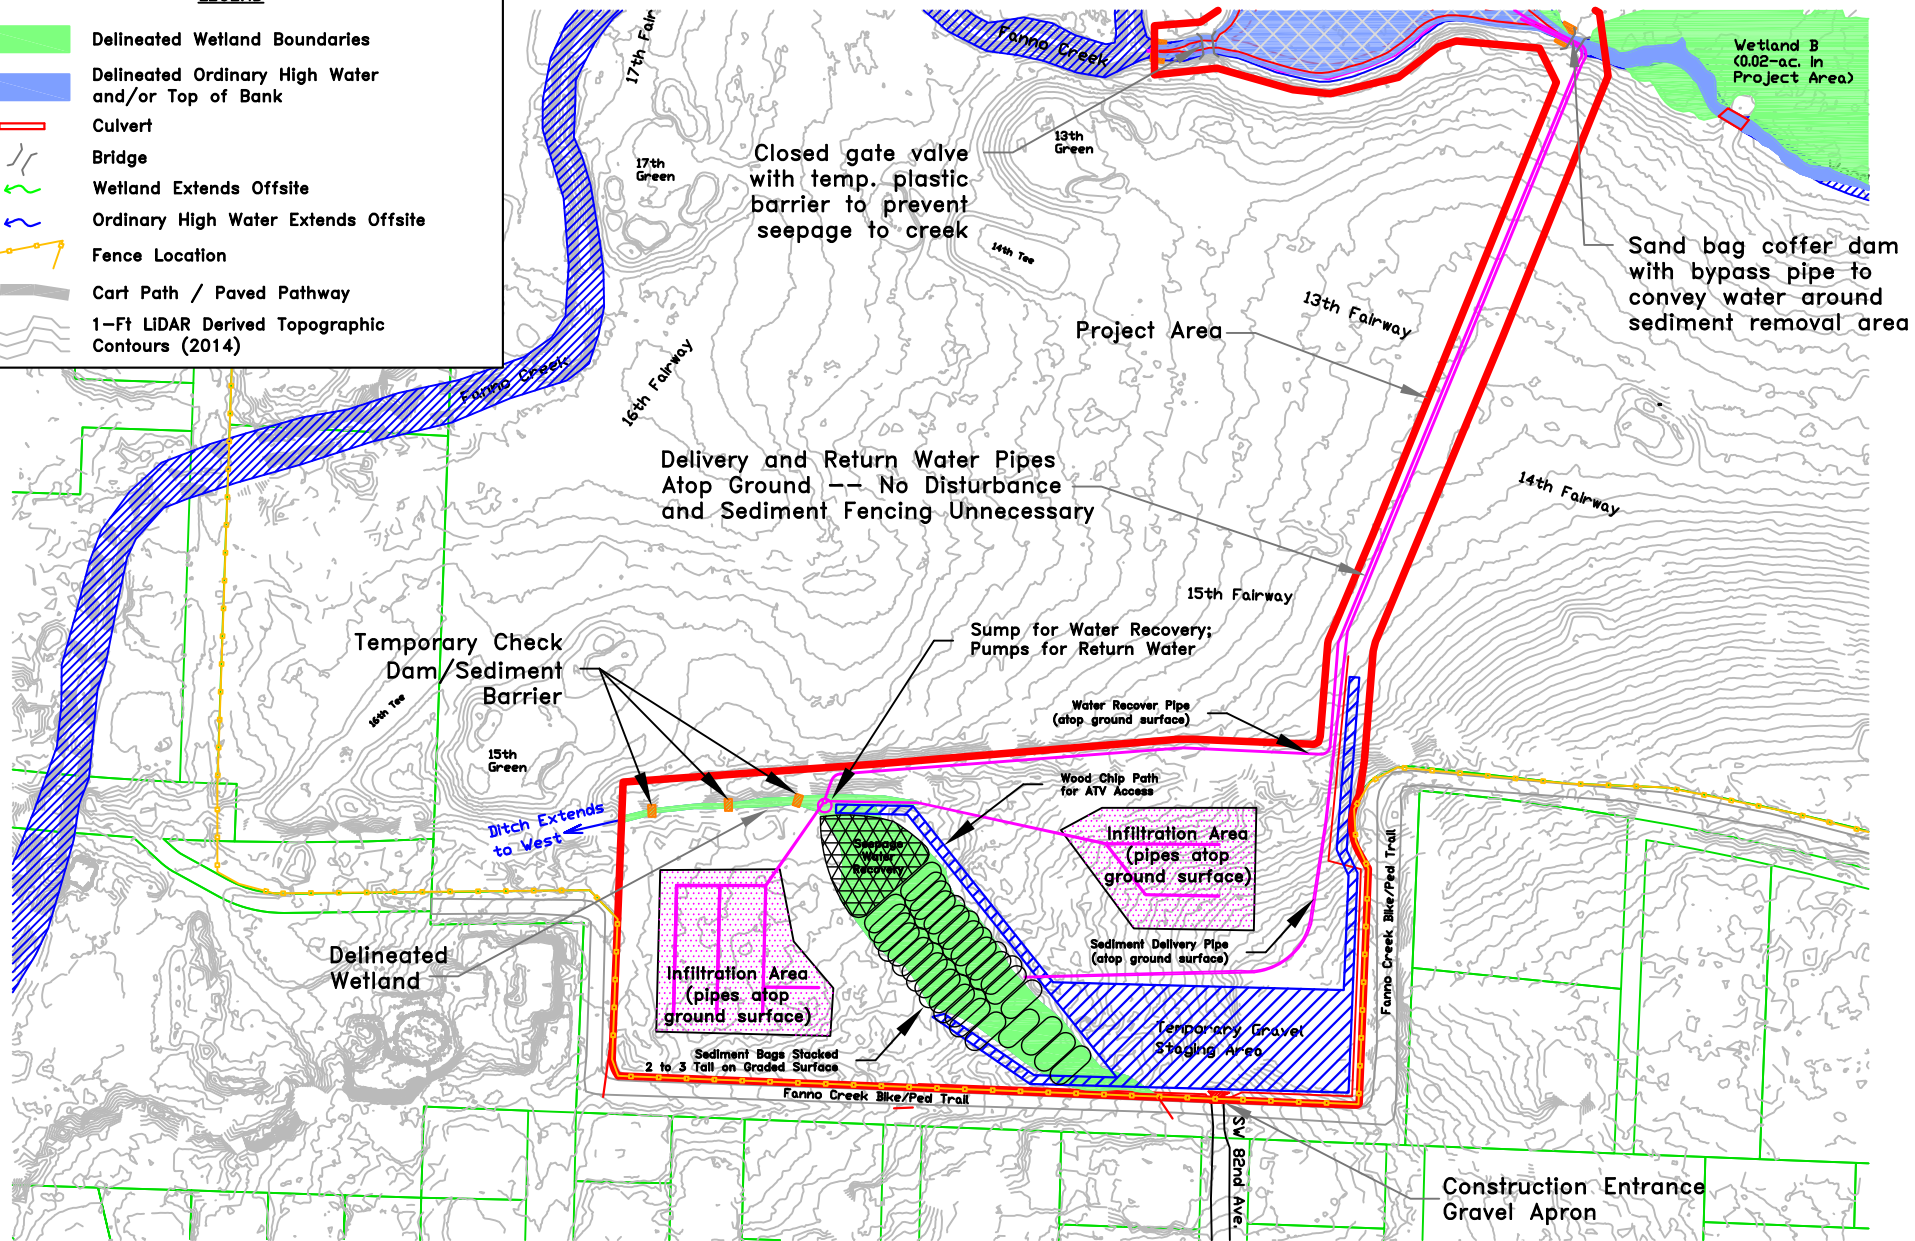 Delineated Wetland Boundaries
Delineated Ordinary High Water
and/or Top of Bank
Culvert
Bridge
Wetland Extends Offsite
Ordinary High Water Extends Offsite
Fence Location
Cart Path / Paved Pathway
1-Ft LiDAR Derived Topographic
Contours (2014)
17th Fair
Fanno Creek
Wetland B
(0.02-ac. in
Project Area)
17th
Green
13th
Green
Closed gate valve
with temp. plastic
barrier to prevent
seepage to creek
14th Tee
Sand bag coffer dam
with bypass pipe to
convey water around
sediment removal area
13th Fairway
Project Area
Fanno Creek
16th Fairway
Delivery and Return Water Pipes
Atop Ground -- No Disturbance
and Sediment Fencing Unnecessary
14th Fairway
15th Fairway
Temporary Check
Dam/Sediment
Barrier
Sump for Water Recovery;
Pumps for Return Water
16th Tee
Water Recover Pipe
(atop ground surface)
15th
Green
Wood Chip Path
for ATV Access
Ditch Extends
to West
Seepage
Water
Recovery
Infiltration Area
(pipes atop
ground surface)
Fanno Creek Bike/Ped Trail
Sediment Delivery Pipe
(atop ground surface)
Delineated
Wetland
Infiltration Area
(pipes atop
ground surface)
Temporary Gravel
Staging Area
Sediment Bags Stacked
2 to 3 Tall on Graded Surface
Fanno Creek Bike/Ped Trail
SW 82nd Ave.
Construction Entrance
Gravel Apron